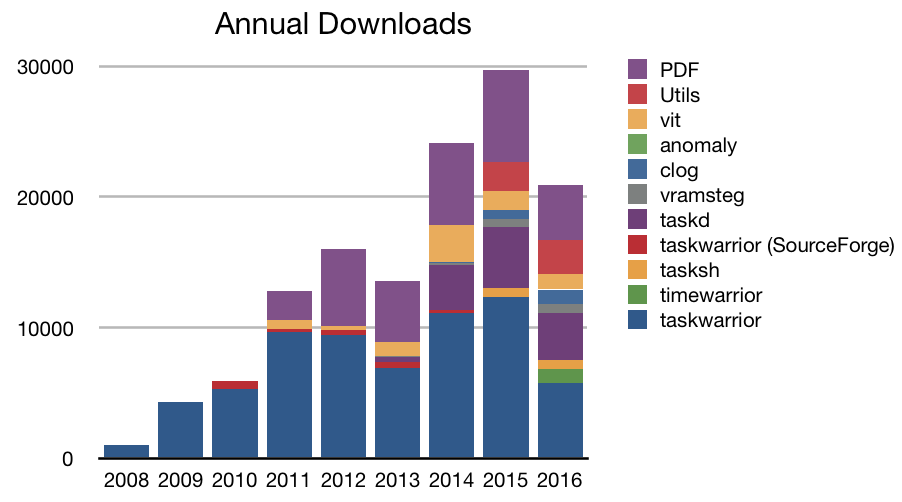 Annual Downloads
30000
20000
10000
0
2008 2009 2010 2011 2012 2013 2014 2015 2016
PDF
Utils
vit
anomaly
clog
vramsteg
taskd
taskwarrior (SourceForge)
tasksh
timewarrior
taskwarrior